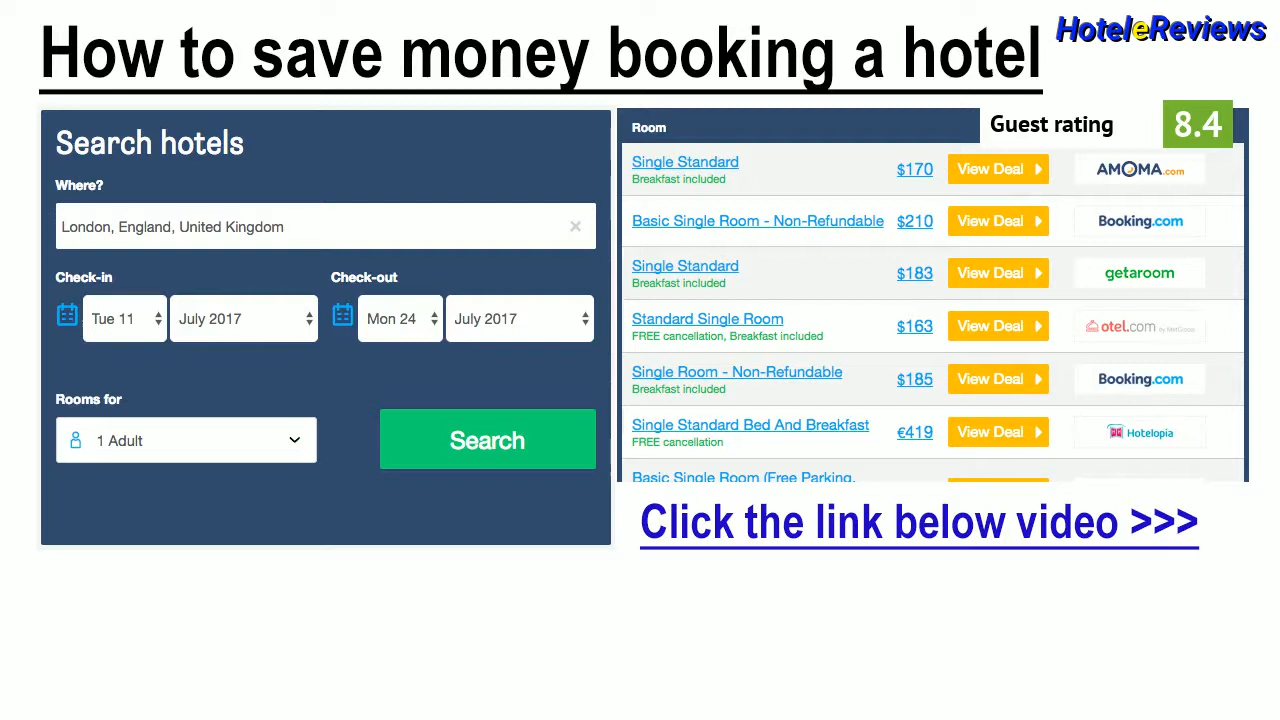 How to save money booking a hotel
HoteleReviews
Search hotels
Where?
London, England, United Kingdom
Check-in
Check-out
Tue 11
July 2017
Mon 24
July 2017
Rooms for
1 Adult
Search
Room
Guest rating
8.4
Single Standard
Breakfast included
$170
View Deal
AMOMA.com
Basic Single Room - Non-Refundable
$210
View Deal
Booking.com
Single Standard
Breakfast included
$183
View Deal
getaroom
Standard Single Room
FREE cancellation, Breakfast included
$163
View Deal
otel.com
Single Room - Non-Refundable
Breakfast included
$185
View Deal
Booking.com
Single Standard Bed And Breakfast
FREE cancellation
€419
View Deal
Hotelopia
Basic Single Room (Free Parking,
Click the link below video >>>